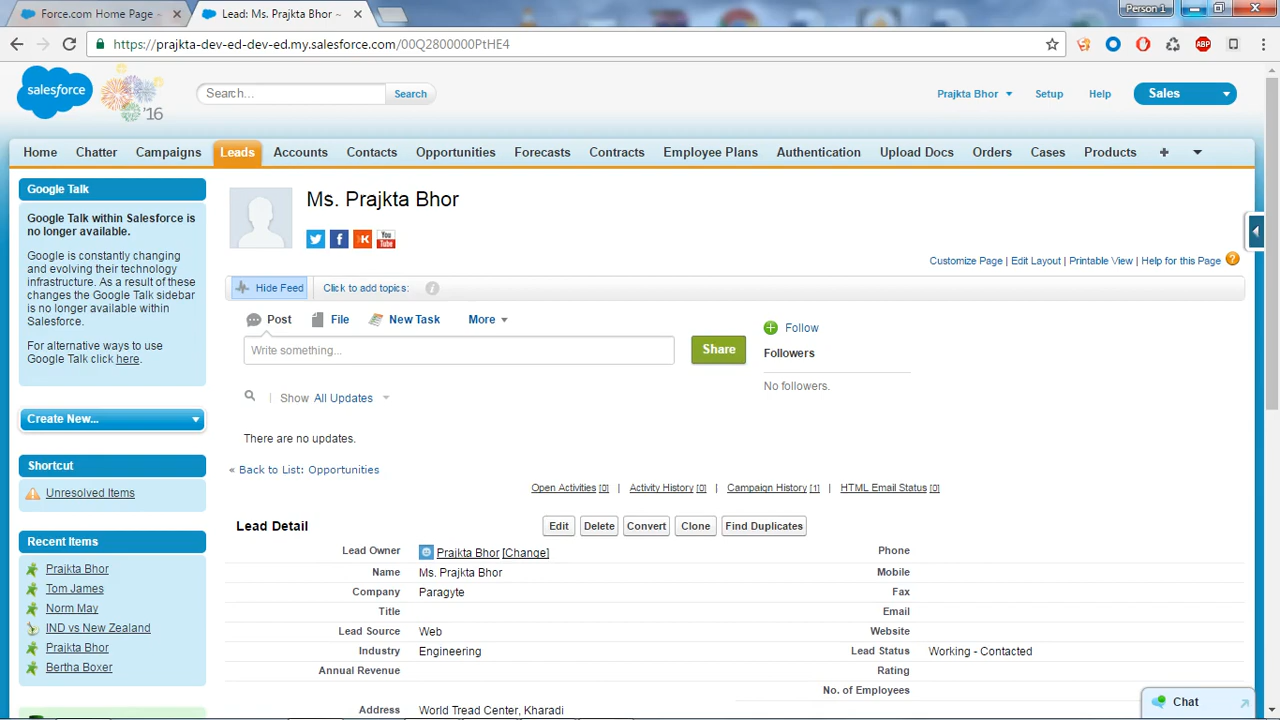 Force.com Home Page ~
Lead: Ms. Prajkta Bhor ~
Person 1
https://prajkta-dev-ed-dev-ed.my.salesforce.com/00Q2800000PtHE4
ABP
salesforce
'16
Search...
Search
Prajkta Bhor
Setup
Help
Sales
Home
Chatter
Campaigns
Leads
Accounts
Contacts
Opportunities
Forecasts
Contracts
Employee Plans
Authentication
Upload Docs
Orders
Cases
Products
Google Talk
Google Talk within Salesforce is
no longer available.
Google is constantly changing
and evolving their technology
infrastructure. As a result of these
changes the Google Talk sidebar
is no longer available within
Salesforce.
For alternative ways to use
Google Talk click here.
Create New...
Shortcut
Unresolved Items
Recent Items
Prajkta Bhor
Tom James
Norm May
IND vs New Zealand
Prajkta Bhor
Bertha Boxer
Ms. Prajkta Bhor
You
Tube
Customize Page | Edit Layout | Printable View | Help for this Page
Hide Feed
Click to add topics:
Post
File
New Task
More
Write something...
Share
Follow
Followers
No followers.
Show All Updates
There are no updates.
« Back to List: Opportunities
Open Activities [0] | Activity History [0] | Campaign History [1] | HTML Email Status [0]
Lead Detail
Edit
Delete
Convert
Clone
Find Duplicates
Lead Owner Prajkta Bhor [Change]
Phone
Name Ms. Prajkta Bhor
Mobile
Company Paragyte
Fax
Title
Email
Lead Source Web
Website
Industry Engineering
Lead Status Working - Contacted
Annual Revenue
Rating
No. of Employees
Address World Tread Center, Kharadi
Chat